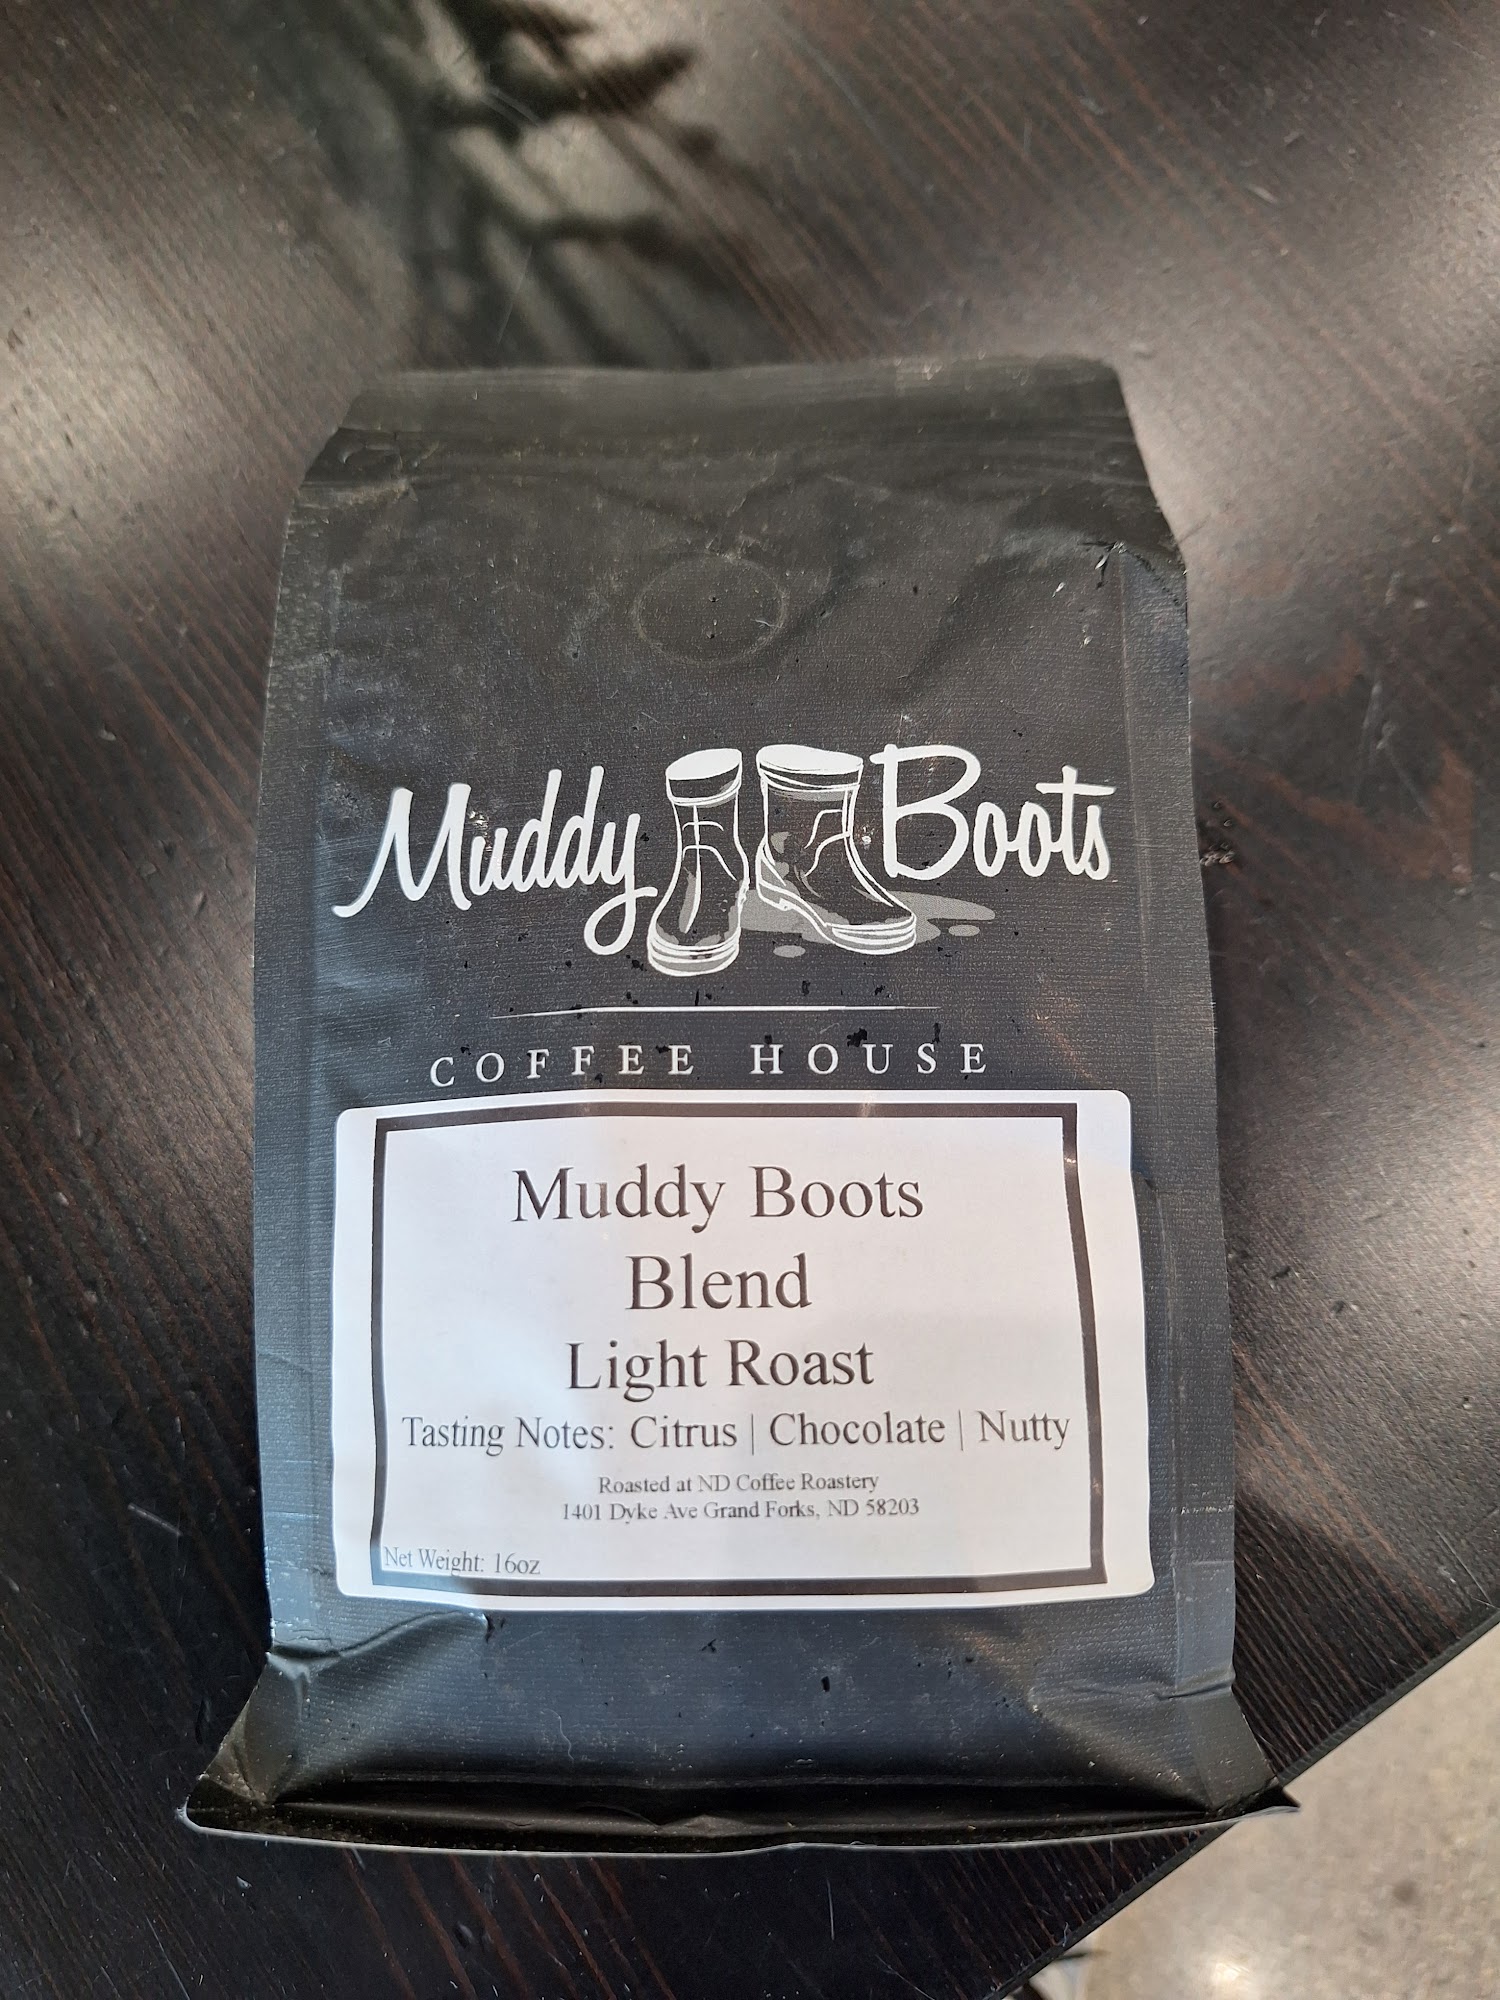 Muddy Boots
COFFEE HOUSE
Muddy Boots
Blend
Light Roast
Tasting Notes: Citrus | Chocolate | Nutty
Roasted at ND Coffee Roastery
1401 Dyke Ave Grand Forks, ND 58203
Net Weight: 16oz